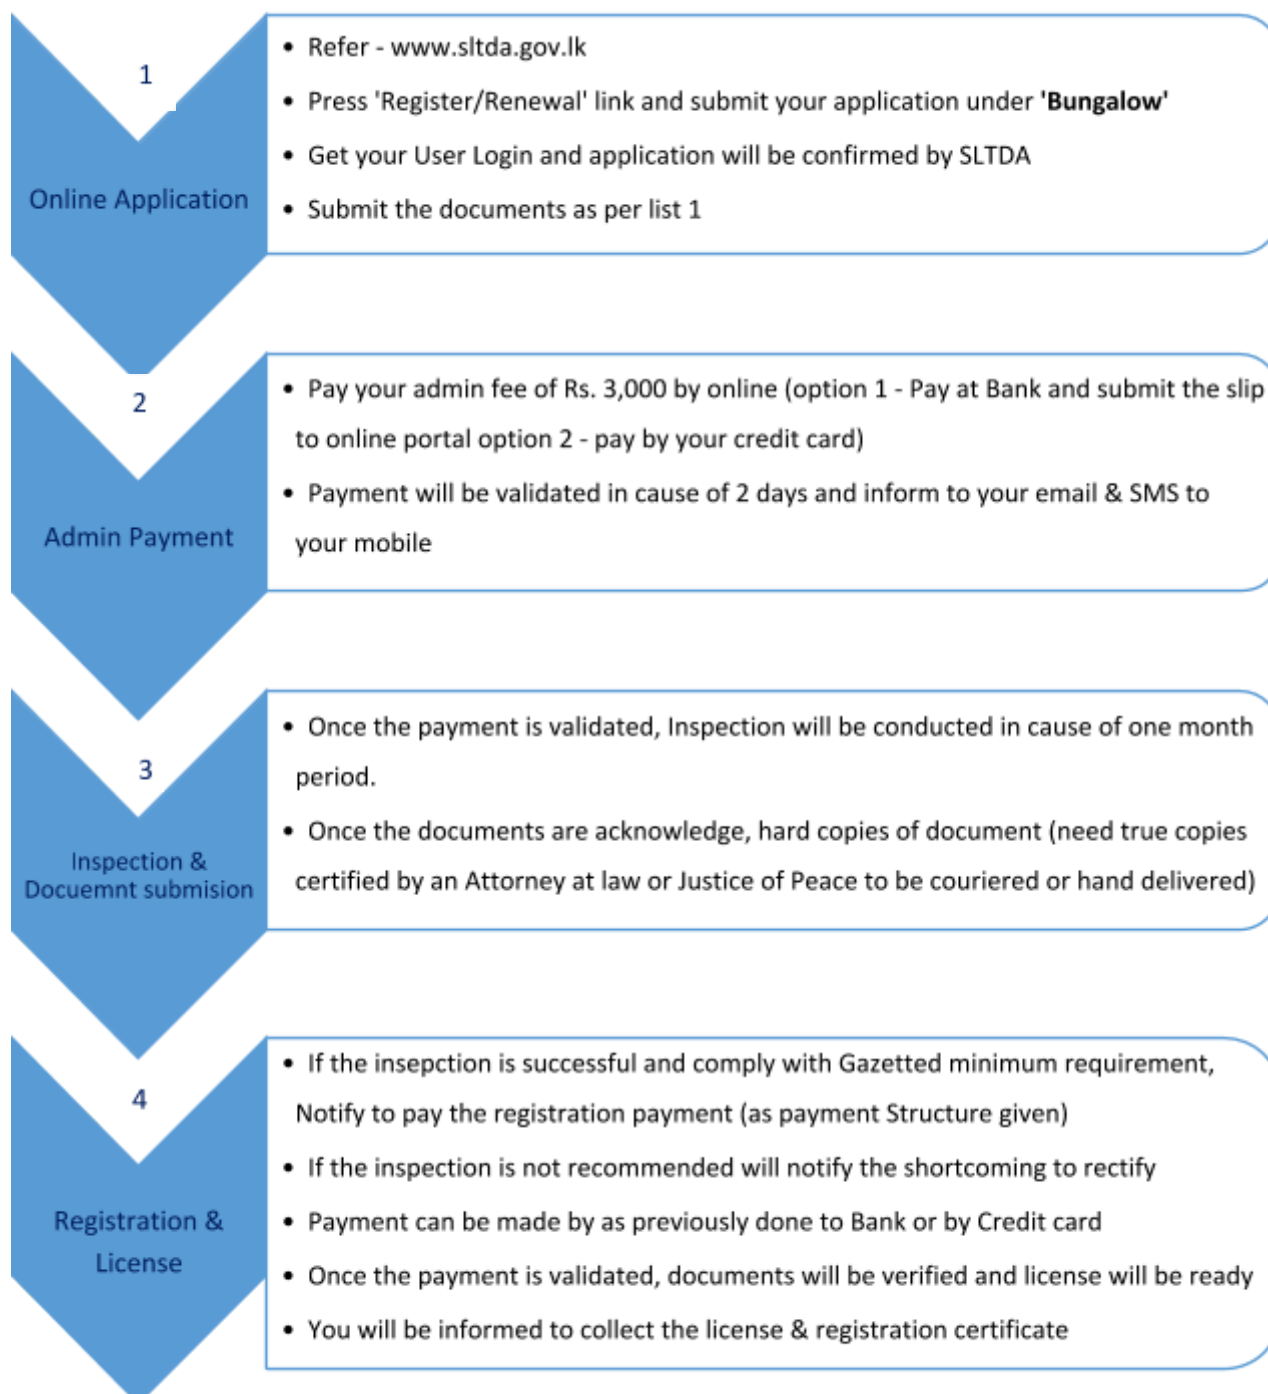 1
Online Application
• Refer - www.sltda.gov.lk
• Press 'Register/Renewal' link and submit your application under 'Bungalow'
• Get your User Login and application will be confirmed by SLTDA
• Submit the documents as per list 1
2
Admin Payment
• Pay your admin fee of Rs. 3,000 by online (option 1 - Pay at Bank and submit the slip
to online portal option 2 - pay by your credit card)
• Payment will be validated in cause of 2 days and inform to your email & SMS to
your mobile
3
Inspection &
Docuemnt submision
• Once the payment is validated, Inspection will be conducted in cause of one month
period.
• Once the documents are acknowledge, hard copies of document (need true copies
certified by an Attorney at law or Justice of Peace to be couriered or hand delivered)
4
Registration &
License
• If the insepction is successful and comply with Gazetted minimum requirement,
Notify to pay the registration payment (as payment Structure given)
• If the inspection is not recommended will notify the shortcoming to rectify
• Payment can be made by as previously done to Bank or by Credit card
• Once the payment is validated, documents will be verified and license will be ready
• You will be informed to collect the license & registration certificate